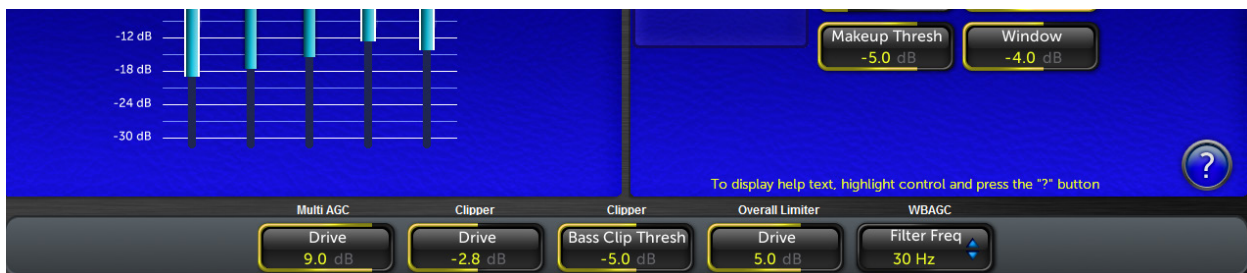 -12 dB
-18 dB
-24 dB
-30 dB
Makeup Thresh
-5.0 dB
Window
-4.0 dB
?
To display help text, highlight control and press the "?" button
Multi AGC
Drive
9.0 dB
Clipper
Drive
-2.8 dB
Clipper
Bass Clip Thresh
-5.0 dB
Overall Limiter
Drive
5.0 dB
WBAGC
Filter Freq
30 Hz